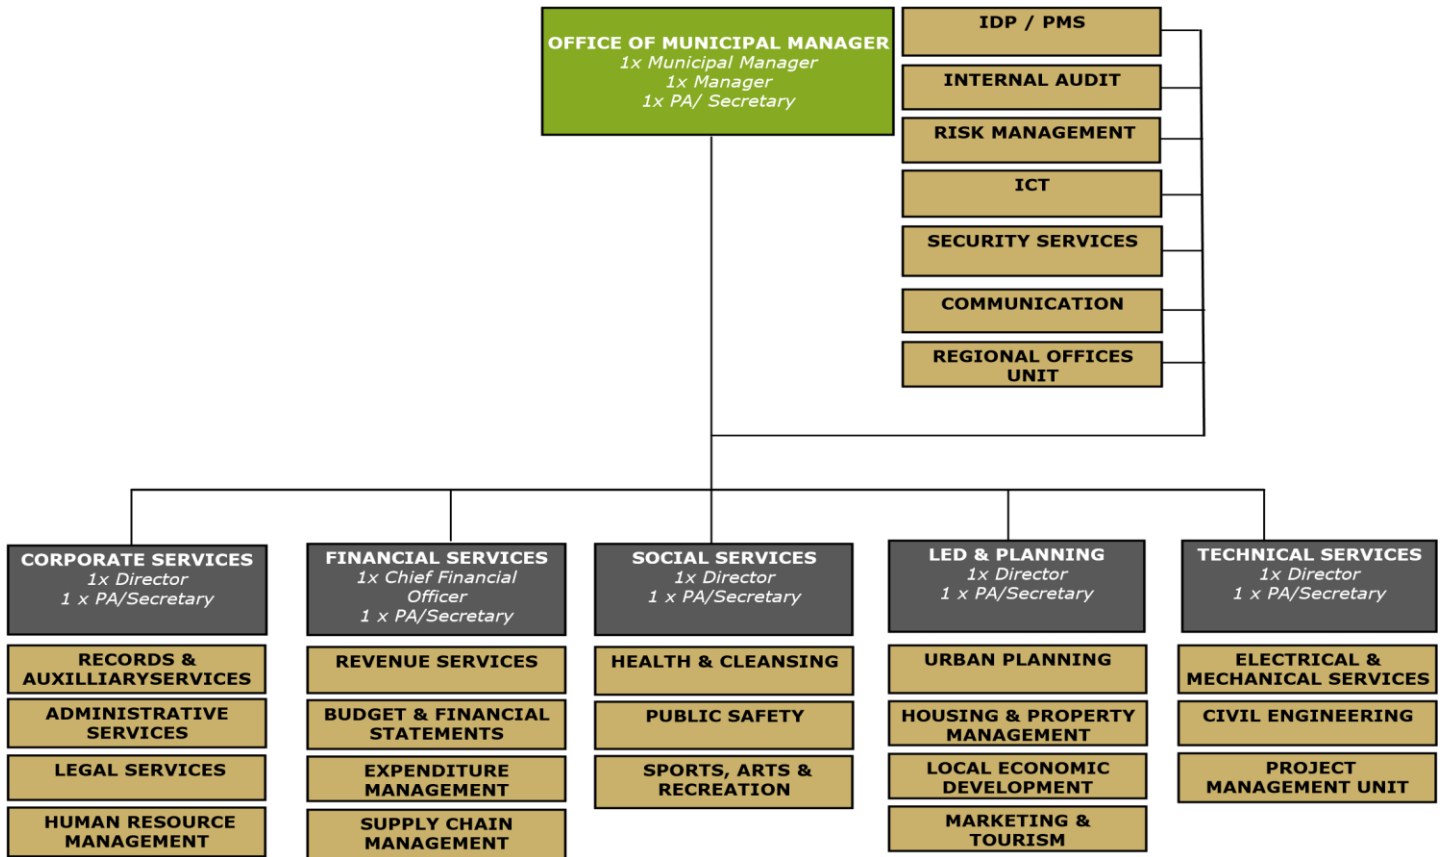 OFFICE OF MUNICIPAL MANAGER
1x Municipal Manager
1x Manager
1x PA/ Secretary
IDP / PMS
INTERNAL AUDIT
RISK MANAGEMENT
ICT
SECURITY SERVICES
COMMUNICATION
REGIONAL OFFICES
UNIT
CORPORATE SERVICES
1x Director
1 x PA/Secretary
RECORDS &
AUXILLIARYSERVICES
ADMINISTRATIVE
SERVICES
LEGAL SERVICES
HUMAN RESOURCE
MANAGEMENT
FINANCIAL SERVICES
1x Chief Financial
Officer
1 x PA/Secretary
REVENUE SERVICES
BUDGET & FINANCIAL
STATEMENTS
EXPENDITURE
MANAGEMENT
SUPPLY CHAIN
MANAGEMENT
SOCIAL SERVICES
1x Director
1 x PA/Secretary
HEALTH & CLEANSING
PUBLIC SAFETY
SPORTS, ARTS &
RECREATION
LED & PLANNING
1x Director
1 x PA/Secretary
URBAN PLANNING
HOUSING & PROPERTY
MANAGEMENT
LOCAL ECONOMIC
DEVELOPMENT
MARKETING &
TOURISM
TECHNICAL SERVICES
1x Director
1 x PA/Secretary
ELECTRICAL &
MECHANICAL SERVICES
CIVIL ENGINEERING
PROJECT
MANAGEMENT UNIT